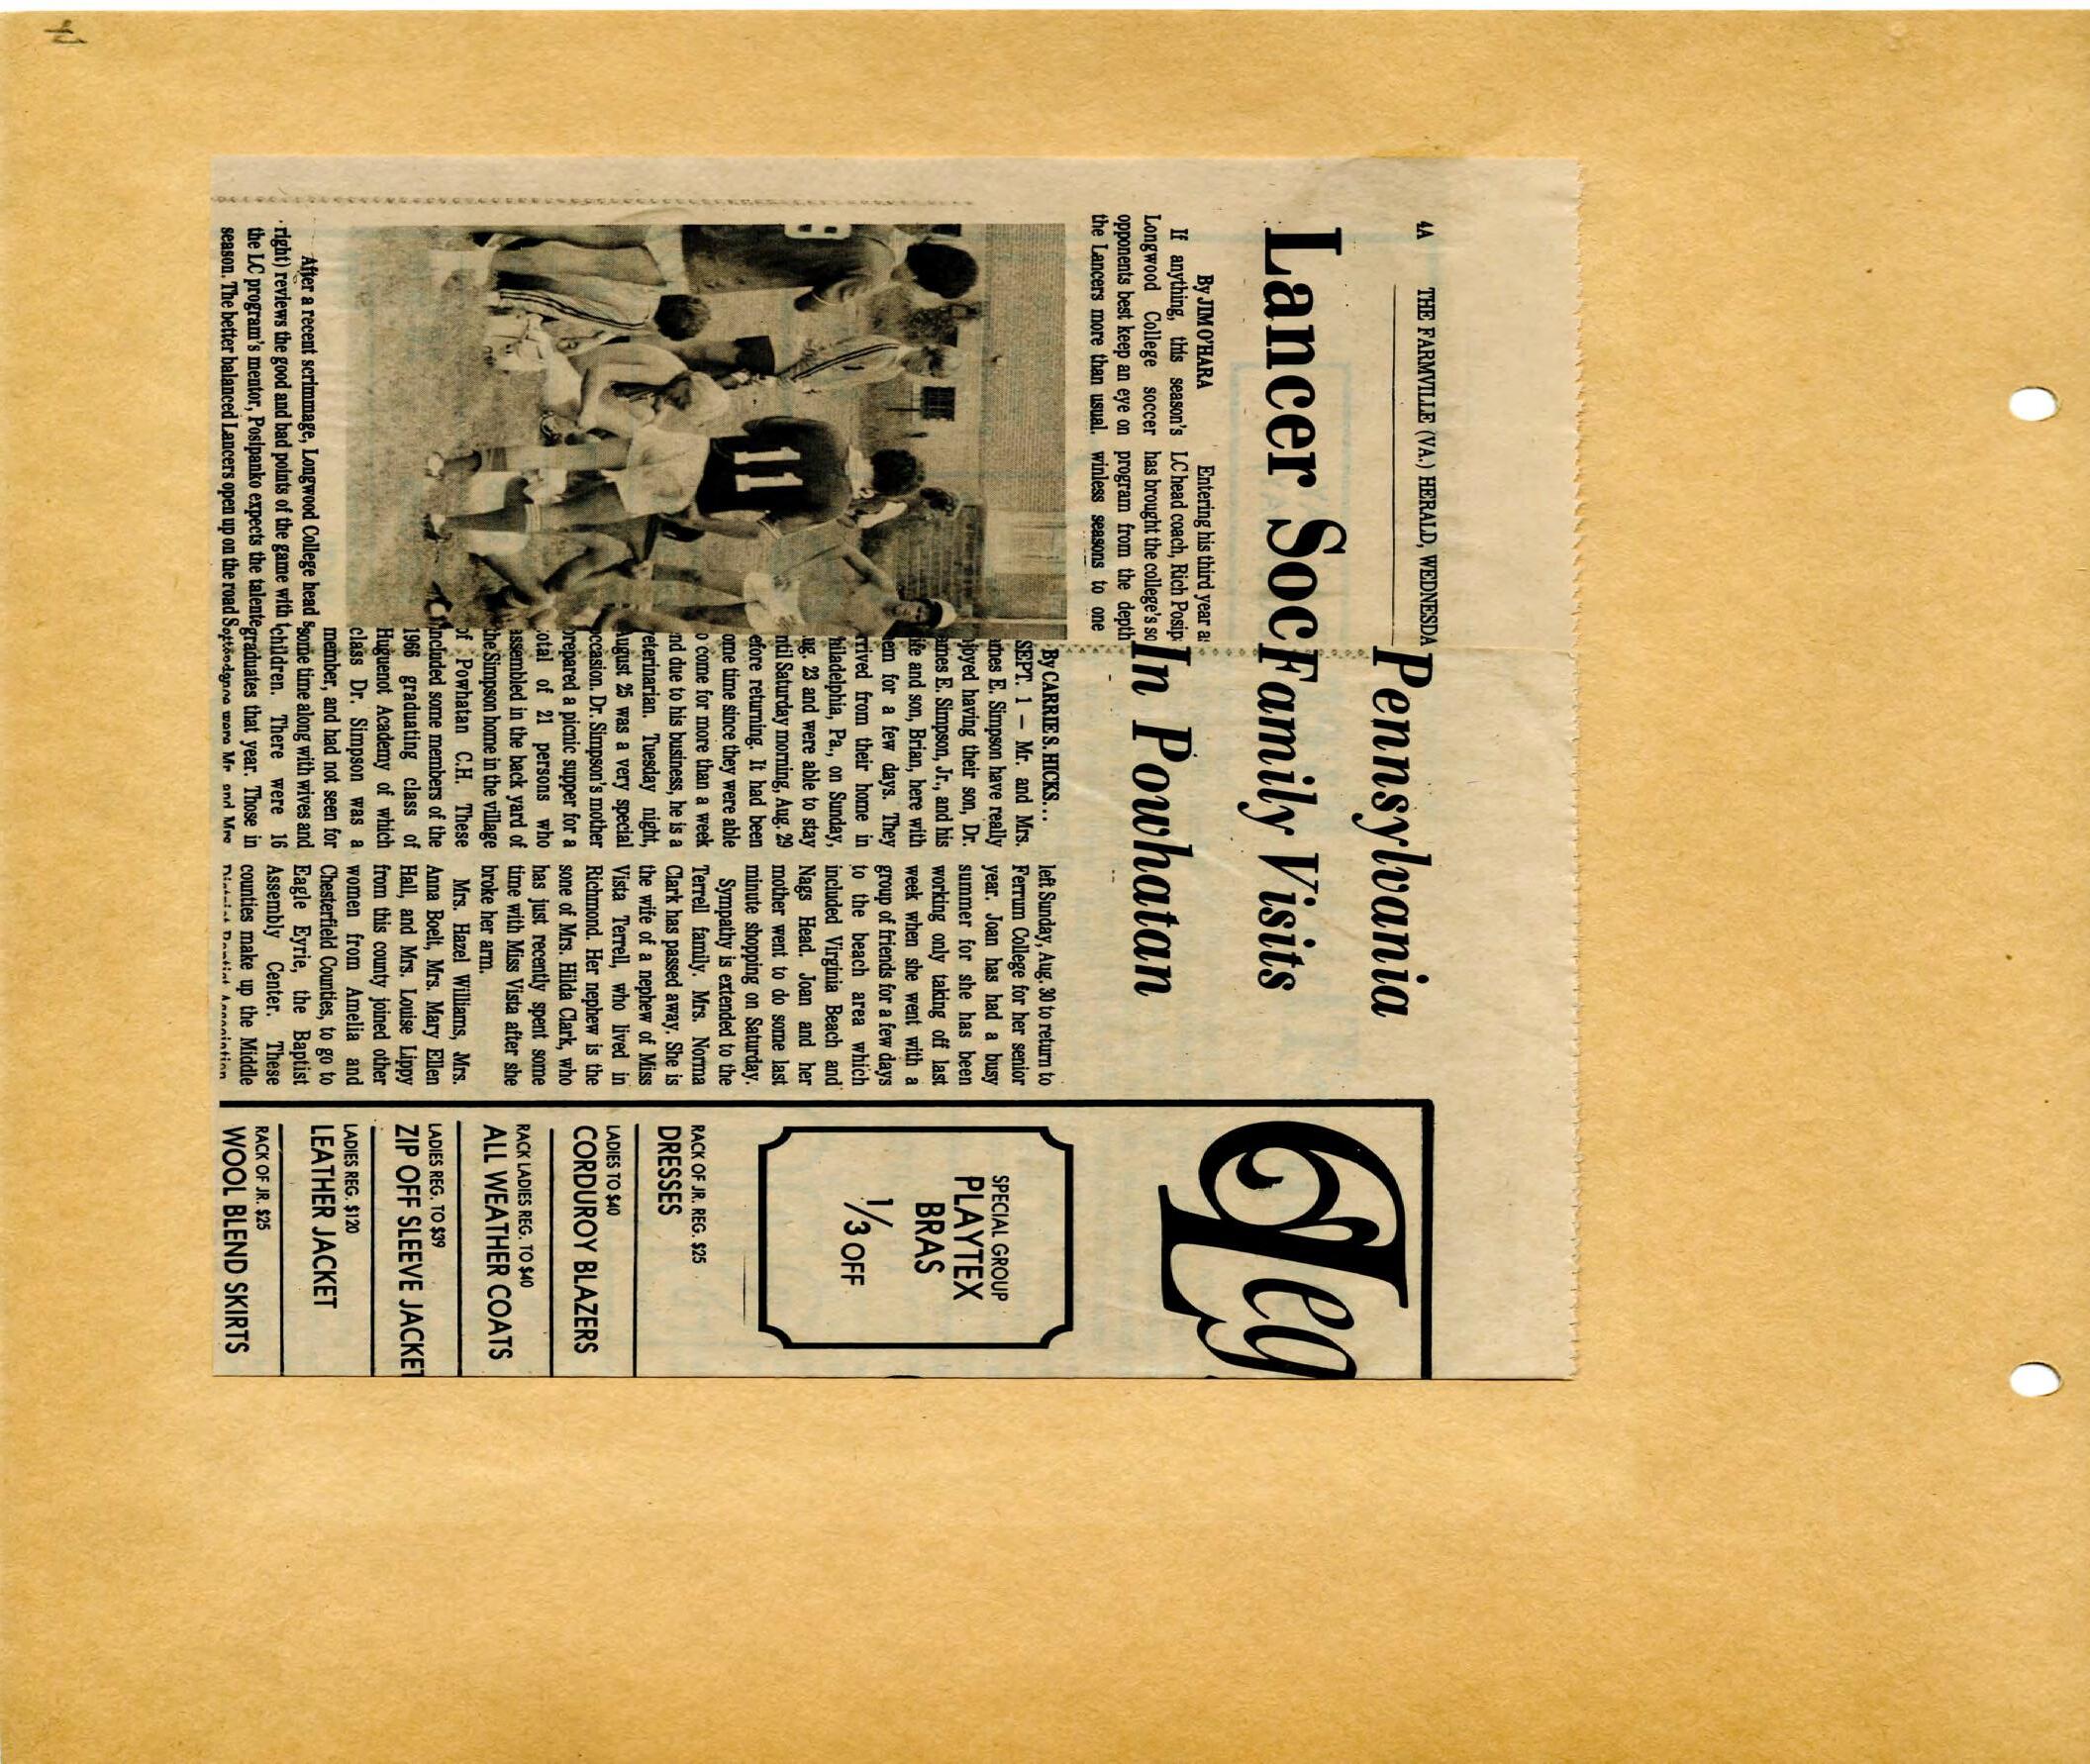 4A THE FARMVILLE (VA.) HERALD, WEDNESDA
Lancer Soc
By JIM O'HARA
If anything, this season's
Longwood College soccer
opponents best keep an eye on
the Lancers more than usual.
Entering his third year as
LC head coach, Rich Posip
has brought the college's so
program from the depth
winless seasons to one
11
After a recent scrimmage, Longwood College head s
right) reviews the good and bad points of the game with t
the LC program's mentor, Posipanko expects the talente
season. The better balanced Lancers open up on the road Se
Pennsylvania
Family Visits
In Powhatan
By CARRIE S. HICKS...
SEPT. 1 — Mr. and Mrs.
ames E. Simpson have really
njoyed having their son, Dr.
ames E. Simpson, Jr., and his
ife and son, Brian, here with
em for a few days. They
rrived from their home in
hiladelphia, Pa., on Sunday,
ug. 23 and were able to stay
ntil Saturday morning, Aug. 29
efore returning. It had been
ome time since they were able
o come for more than a week
nd due to his business, he is a
eterinarian. Tuesday night,
August 25 was a very special
occasion. Dr. Simpson's mother
prepared a picnic supper for a
total of 21 persons who
assembled in the back yard of
the Simpson home in the village
of Powhatan C.H. These
included some members of the
1966 graduating class of
Huguenot Academy of which
class Dr. Simpson was a
member, and had not seen for
some time along with wives and
children. There were 16
graduates that year. Those in
were Mr. and Mrs.
left Sunday, Aug. 30 to return to
Ferrum College for her senior
year. Joan has had a busy
summer for she has been
working only taking off last
week when she went with a
group of friends for a few days
to the beach area which
included Virginia Beach and
Nags Head. Joan and her
mother went to do some last
minute shopping on Saturday.
Sympathy is extended to the
Terrell family. Mrs. Norma
Clark has passed away. She is
the wife of a nephew of Miss
Vista Terrell, who lived in
Richmond. Her nephew is the
sone of Mrs. Hilda Clark, who
has just recently spent some
time with Miss Vista after she
broke her arm.
Mrs. Hazel Williams, Mrs.
Anna Boelt, Mrs. Mary Ellen
Hall, and Mrs. Louise Lippy
from this county joined other
women from Amelia and
Chesterfield Counties, to go to
Eagle Eyrie, the Baptist
Assembly Center. These
counties make up the Middle
District Baptist Association
Leg
SPECIAL GROUP
PLAYTEX
BRAS
1/3 OFF
RACK OF JR. REG. $25
DRESSES
LADIES TO $40
CORDUROY BLAZERS
RACK LADIES REG. TO $40
ALL WEATHER COATS
LADIES REG. TO $39
ZIP OFF SLEEVE JACKET
LADIES REG. $120
LEATHER JACKET
RACK OF JR. $25
WOOL BLEND SKIRTS